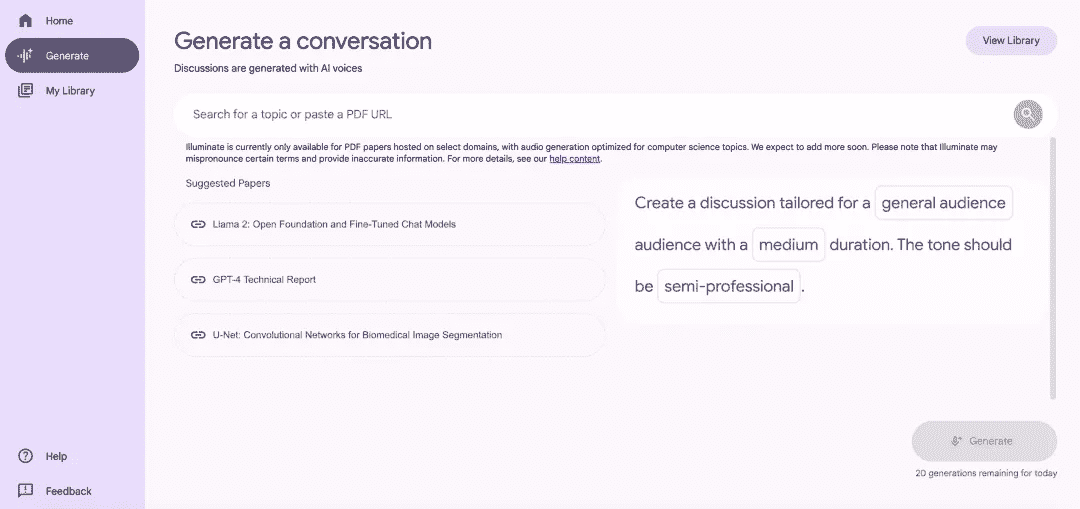 Home
Generate
My Library
Help
Feedback
Generate a conversation
View Library
Discussions are generated with AI voices
Search for a topic or paste a PDF URL
Illuminate is currently only available for PDF papers hosted on select domains, with audio generation optimized for computer science topics. We expect to add more soon. Please note that Illuminate may
mispronounce certain terms and provide inaccurate information. For more details, see our help content.
Suggested Papers
Llama 2: Open Foundation and Fine-Tuned Chat Models
GPT-4 Technical Report
U-Net: Convolutional Networks for Biomedical Image Segmentation
Create a discussion tailored for a general audience
audience with a medium duration. The tone should
be semi-professional.
Generate
20 generations remaining for today